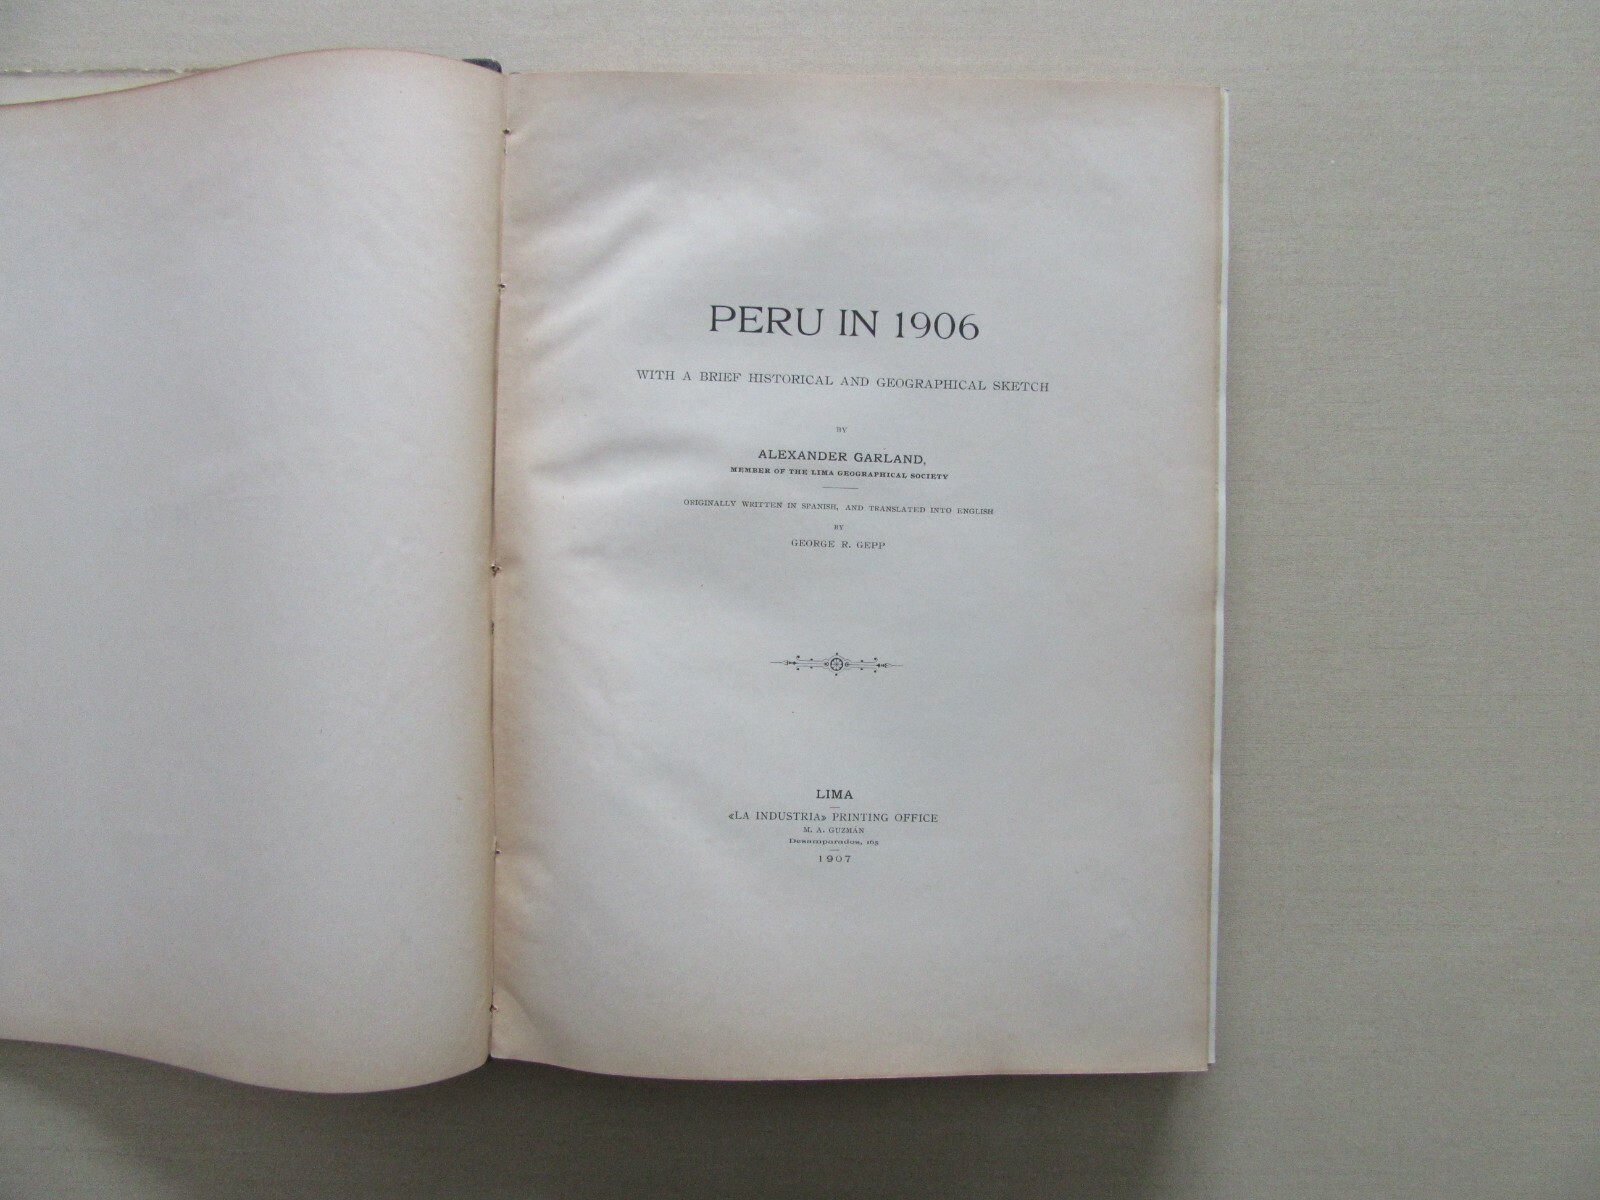 PERU IN 1906
WITH A BRIEF HISTORICAL AND GEOGRAPHICAL SKETCH
BY
ALEXANDER GARLAND,
MEMBER OF THE LIMA GEOGRAPHICAL SOCIETY
ORIGINALLY WRITTEN IN SPANISH, AND TRANSLATED INTO ENGLISH
BY
GEORGE R. GEPP
LIMA
«LA INDUSTRIA» PRINTING OFFICE
M. A. GUZMÁN
Desamparados,
1907